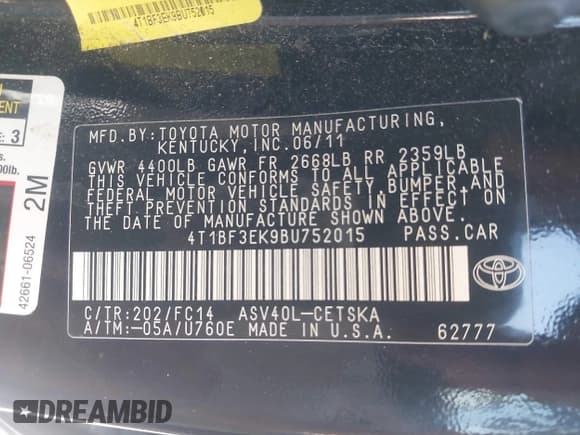 4T1BF3EK9BU752015
MFD.BY:TOYOTA MOTOR MANUFACTURING,
KENTUCKY, INC.06/11
GVWR 4400LB GAWR FR 2668LB RR 2359LB
THIS VEHICLE CONFORMS TO ALL APPLICABLE
FEDERAL MOTOR VEHICLE SAFETY, BUMPER, AND
THEFT PREVENTION STANDARDS IN EFFECT ON
THE DATE OF MANUFACTURE SHOWN ABOVE.
4T1BF3EK9BU752015 PASS.CAR
C/TR:202/FC14 ASV40L-CETSKA
A/TM:-05A/U760E MADE IN U.S.A. 62777
: 3
2M
42661-06524
DREAMBID